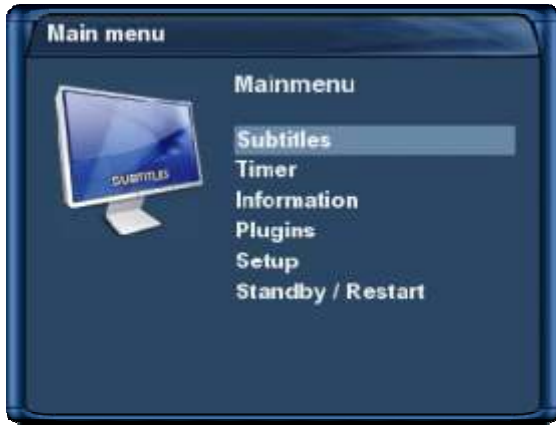 Main menu
Mainmenu
SUBTITLES
Subtitles
Timer
Information
Plugins
Setup
Standby / Restart